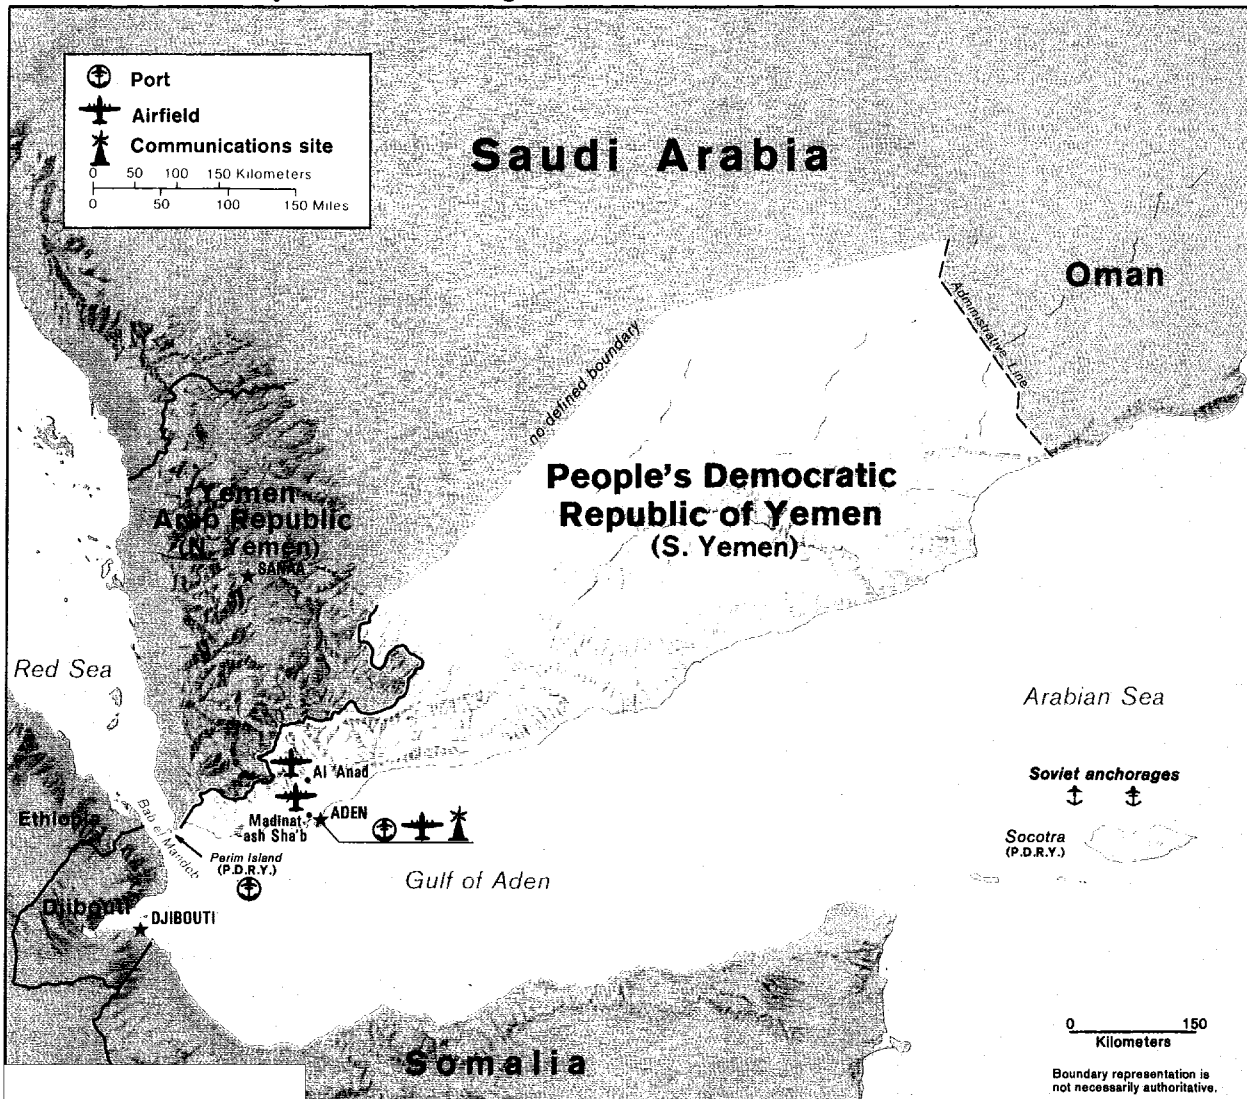 Port
Airfield
Communications site
0 50 100 150 Kilometers
0 50 100 150 Miles
Saudi Arabia
Oman
Administrative Line
no defined boundary
People's Democratic
Republic of Yemen
(S. Yemen)
Yemen
Arab Republic
(N. Yemen)
SANAA
Red Sea
Arabian Sea
Soviet anchorages
Socotra
(P.D.R.Y.)
Al 'Anad
Madinat
ash Sha'b
ADEN
Ethiopia
Bab el Mandeb
Perim Island
(P.D.R.Y.)
Gulf of Aden
Djibouti
DJIBOUTI
Somalia
0 150
Kilometers
Boundary representation is
not necessarily authoritative.